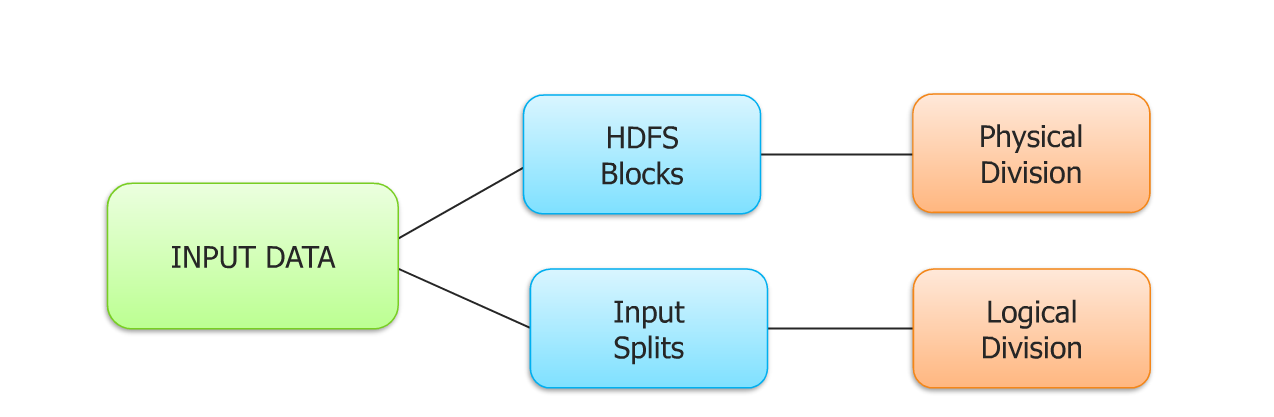 INPUT DATA
HDFS
Blocks
Physical
Division
Input
Splits
Logical
Division